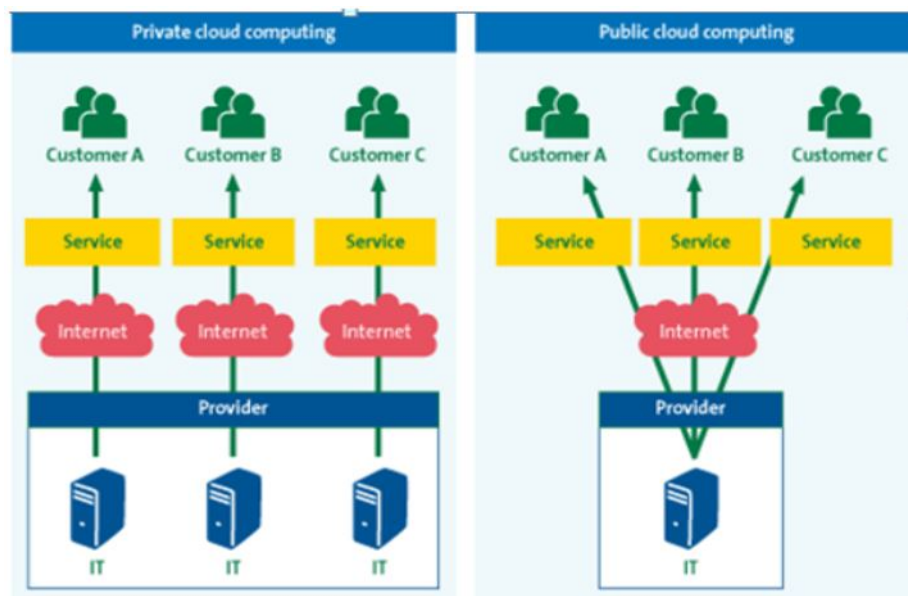 Private cloud computing
Customer A Customer B Customer C
Service Service Service
Internet Internet Internet
Provider
IT IT IT
Public cloud computing
Customer A Customer B Customer C
Service Service Service
Internet
Provider
IT